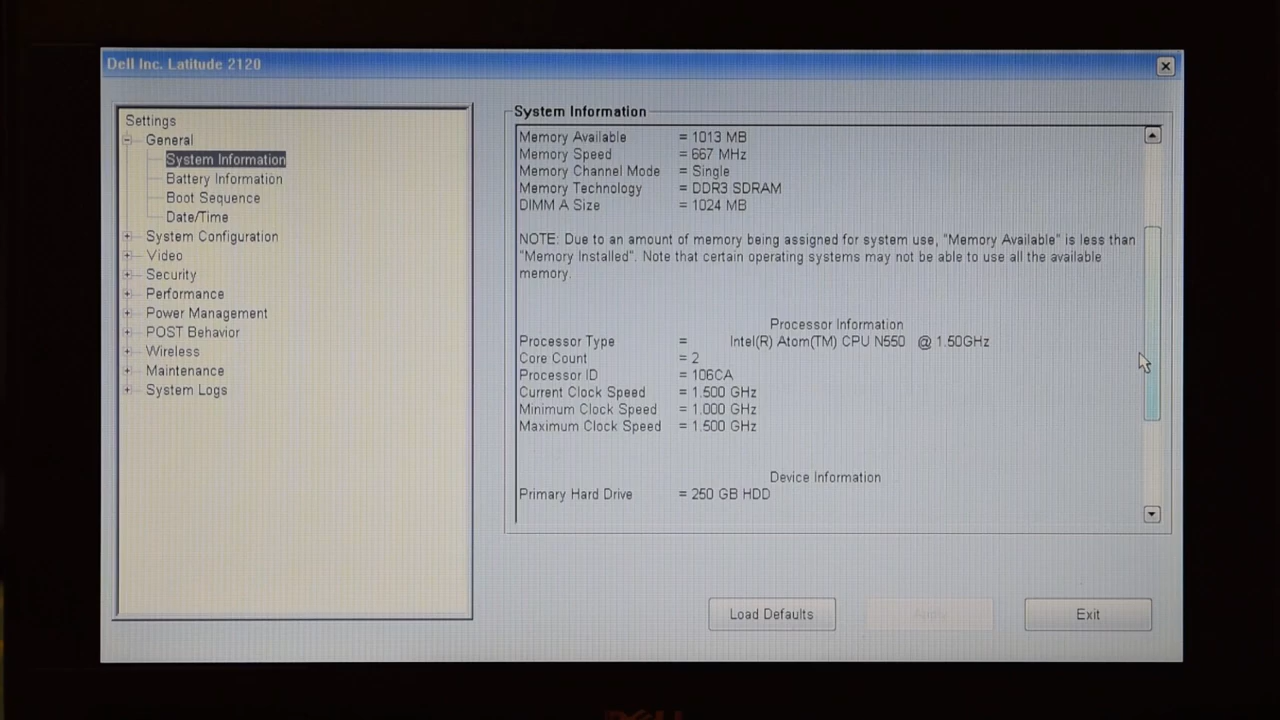 Dell Inc. Latitude 2120
Settings
General
System Information
Battery Information
Boot Sequence
Date/Time
System Configuration
Video
Security
Performance
Power Management
POST Behavior
Wireless
Maintenance
System Logs
System Information
Memory Available = 1013 MB
Memory Speed = 667 MHz
Memory Channel Mode = Single
Memory Technology = DDR3 SDRAM
DIMM A Size = 1024 MB
NOTE: Due to an amount of memory being assigned for system use, "Memory Available" is less than
"Memory Installed". Note that certain operating systems may not be able to use all the available
memory.
Processor Information
Processor Type = Intel(R) Atom(TM) CPU N550 @ 1.50GHz
Core Count = 2
Processor ID = 106CA
Current Clock Speed = 1.500 GHz
Minimum Clock Speed = 1.000 GHz
Maximum Clock Speed = 1.500 GHz
Device Information
Primary Hard Drive = 250 GB HDD
Load Defaults
Apply
Exit
DELL